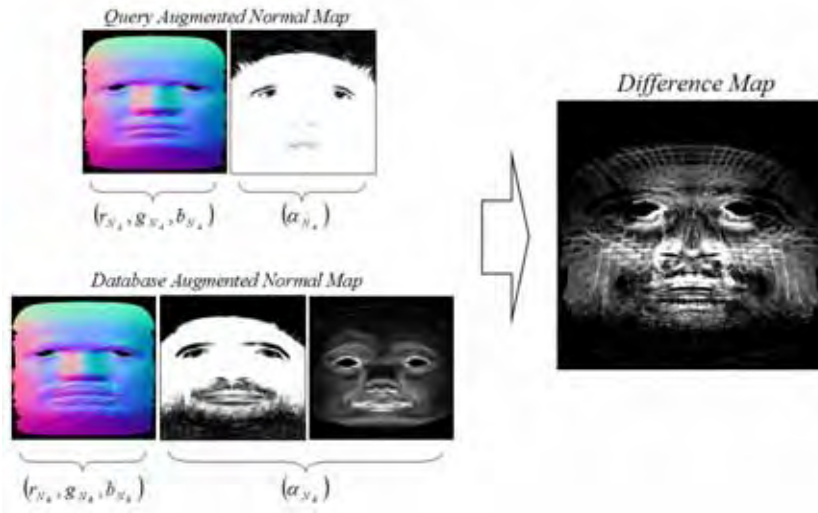 Query Augmented Normal Map
Difference Map
(r_{N_A}, g_{N_A}, b_{N_A})
(α_{N_A})
Database Augmented Normal Map
(r_{N_B}, g_{N_B}, b_{N_B})
(α_{N_B})